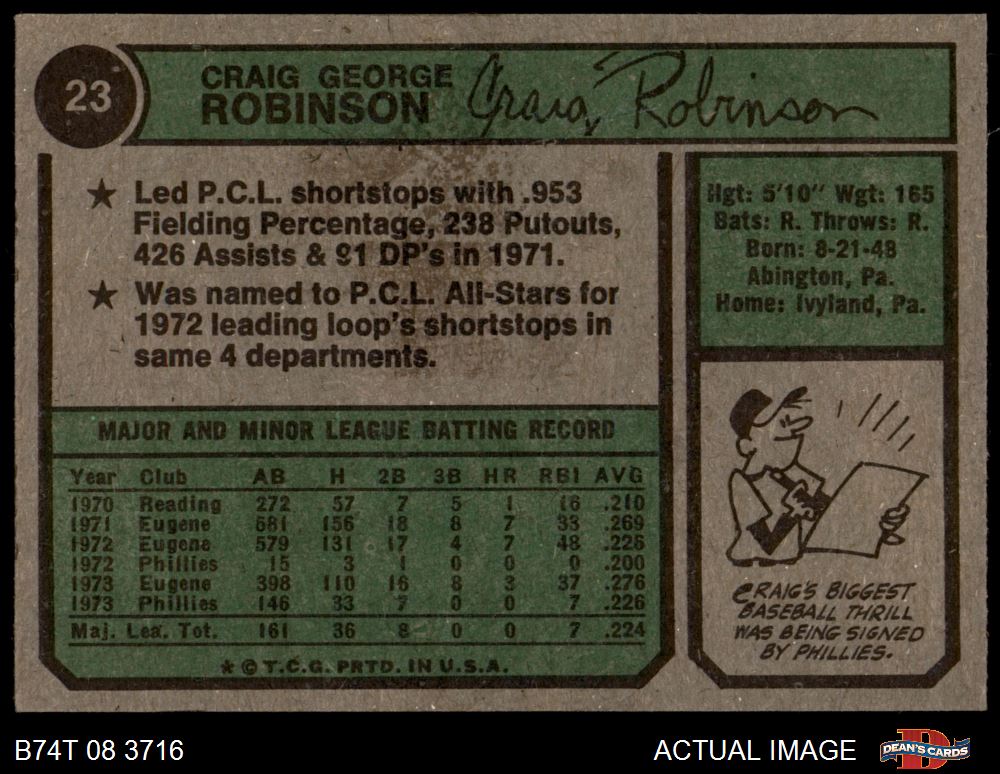 23
CRAIG GEORGE
ROBINSON
Craig Robinson
★ Led P.C.L. shortstops with .953
Fielding Percentage, 238 Putouts,
426 Assists & 91 DP's in 1971.
★ Was named to P.C.L. All-Stars for
1972 leading loop's shortstops in
same 4 departments.
Hgt: 5'10" Wgt: 165
Bats: R. Throws: R.
Born: 8-21-48
Abington, Pa.
Home: Ivyland, Pa.
MAJOR AND MINOR LEAGUE BATTING RECORD
Year Club AB H 2B 3B HR RBI AVG
1970 Reading 272 57 7 5 1 16 .210
1971 Eugene 581 156 18 8 7 33 .269
1972 Eugene 579 131 17 4 7 48 .226
1972 Phillies 15 3 1 0 0 0 .200
1973 Eugene 398 110 16 8 3 37 .276
1973 Phillies 146 33 7 0 0 7 .226
Maj. Lea. Tot. 161 36 8 0 0 7 .224
★ © T.C.G. PRTD. IN U.S.A.
CRAIG'S BIGGEST
BASEBALL THRILL
WAS BEING SIGNED
BY PHILLIES.
B74T 08 3716
ACTUAL IMAGE
DEAN'S CARDS